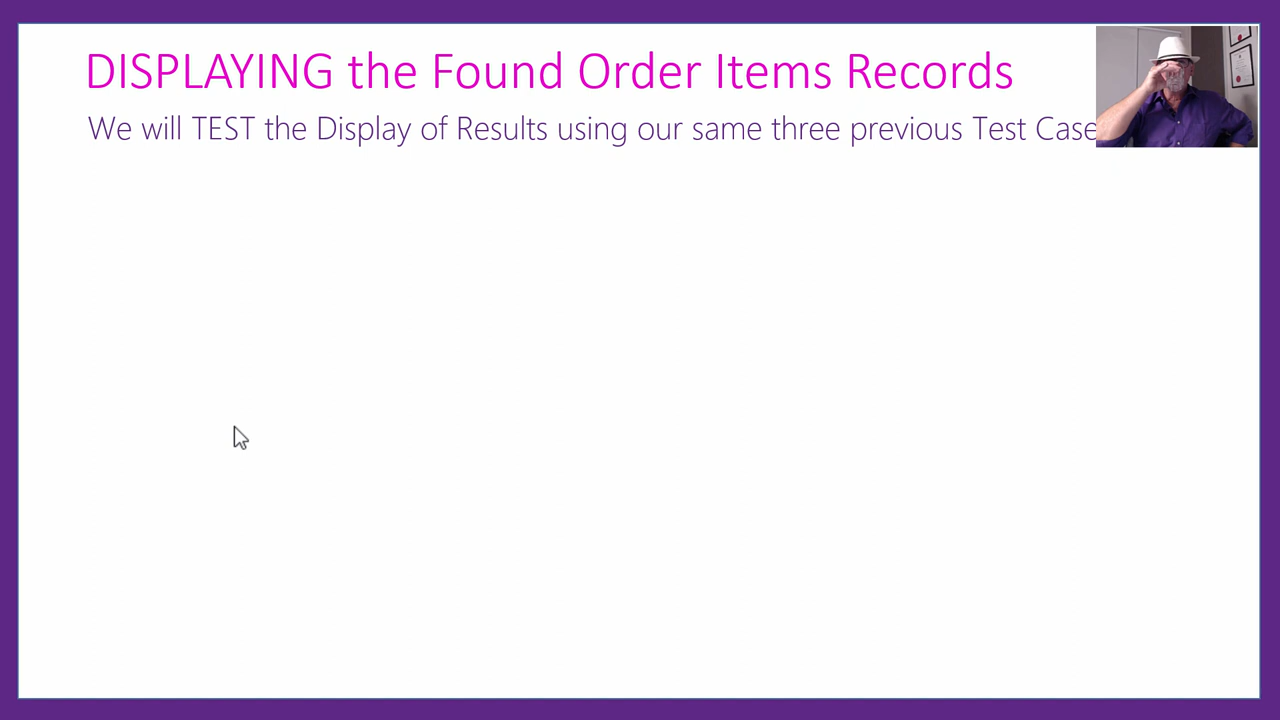 DISPLAYING the Found Order Items Records
We will TEST the Display of Results using our same three previous Test Case